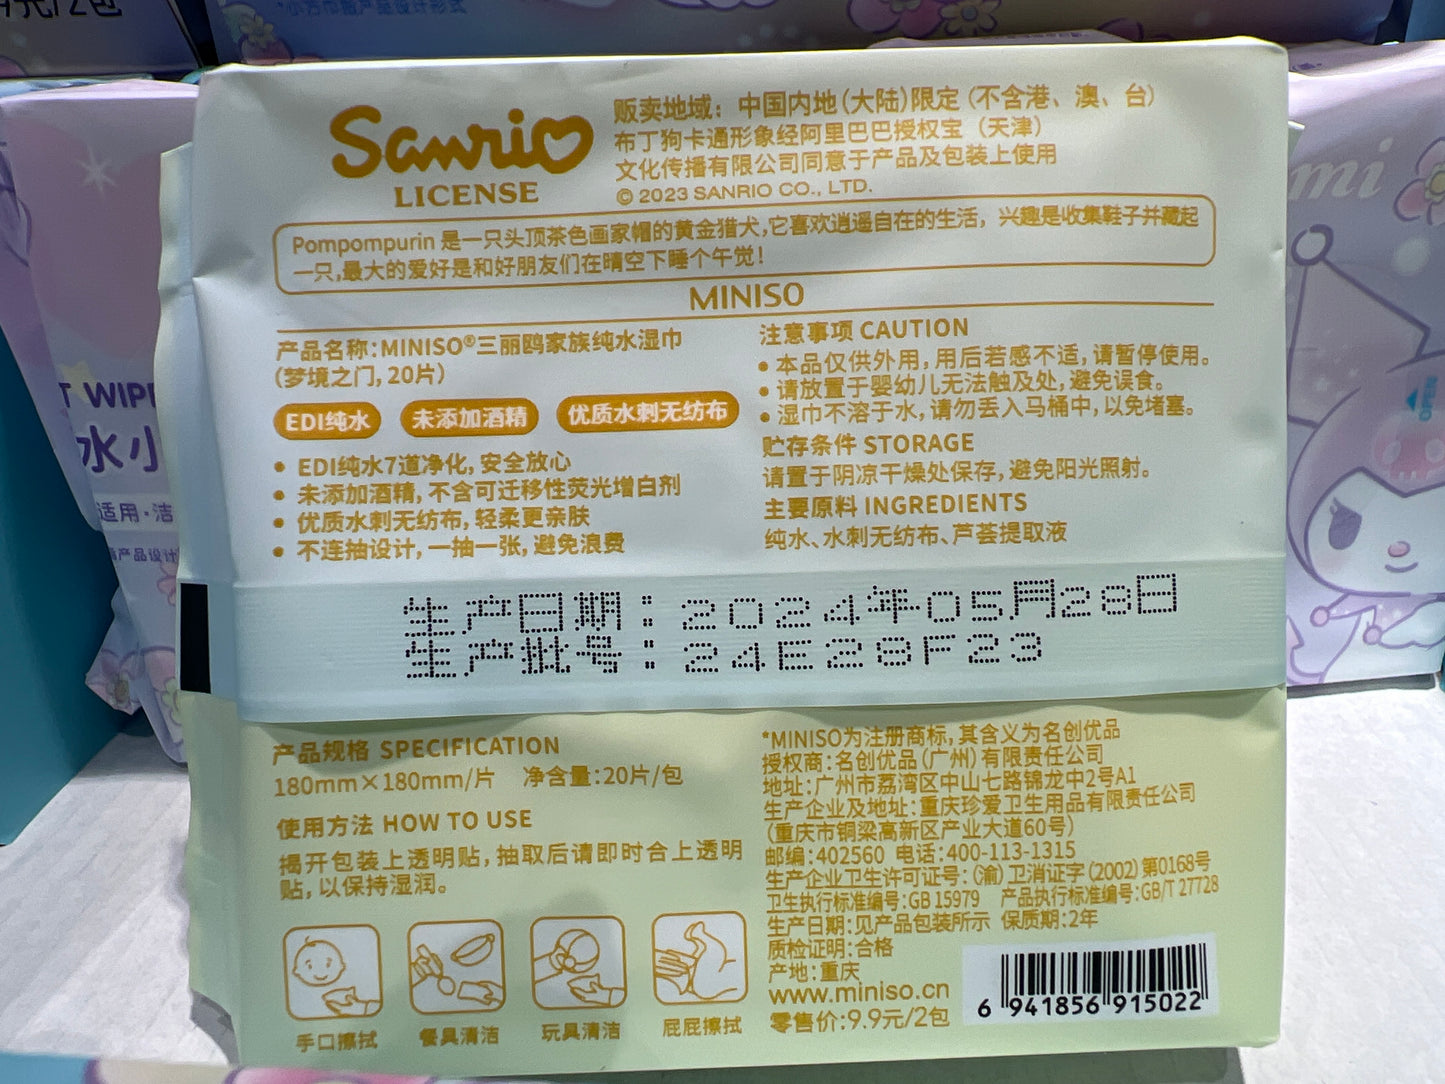 9元/2包
Sanrio
LICENSE
贩卖地域：中国内地(大陆)限定(不含港、澳、台)
布丁狗卡通形象经阿里巴巴授权宝（天津）
文化传播有限公司同意于产品及包装上使用
© 2023 SANRIO CO., LTD.
Pompompurin 是一只头顶茶色画家帽的黄金猎犬,它喜欢逍遥自在的生活，兴趣是收集鞋子并藏起
一只,最大的爱好是和好朋友们在晴空下睡个午觉!
MINISO
产品名称:MINISO®三丽鸥家族纯水湿巾
(梦境之门, 20片)
EDI纯水 未添加酒精 优质水刺无纺布
• EDI纯水7道净化, 安全放心
• 未添加酒精, 不含可迁移性荧光增白剂
• 优质水刺无纺布, 轻柔更亲肤
• 不连抽设计, 一抽一张, 避免浪费
注意事项 CAUTION
• 本品仅供外用, 用后若感不适, 请暂停使用。
• 请放置于婴幼儿无法触及处, 避免误食。
• 湿巾不溶于水, 请勿丢入马桶中, 以免堵塞。
贮存条件 STORAGE
请置于阴凉干燥处保存, 避免阳光照射。
主要原料 INGREDIENTS
纯水、水刺无纺布、芦荟提取液
生产日期：2024年05月28日
生产批号：24E28F23
产品规格 SPECIFICATION
180mm×180mm/片 净含量:20片/包
使用方法 HOW TO USE
揭开包装上透明贴, 抽取后请即时合上透明
贴, 以保持湿润。
手口擦拭 餐具清洁 玩具清洁 屁屁擦拭
*MINISO为注册商标, 其含义为名创优品
授权商:名创优品(广州)有限责任公司
地址:广州市荔湾区中山七路锦龙中2号A1
生产企业及地址:重庆珍爱卫生用品有限责任公司
(重庆市铜梁高新区产业大道60号)
邮编:402560 电话:400-113-1315
生产企业卫生许可证号:(渝)卫消证字(2002)第0168号
卫生执行标准编号:GB 15979 产品执行标准编号:GB/T 27728
生产日期:见产品包装所示 保质期:2年
质检证明:合格
产地:重庆
www.miniso.cn
零售价:9.9元/2包
6 941856 915022
WIP
水小
适用·洁
产品设计
mi
OPEN